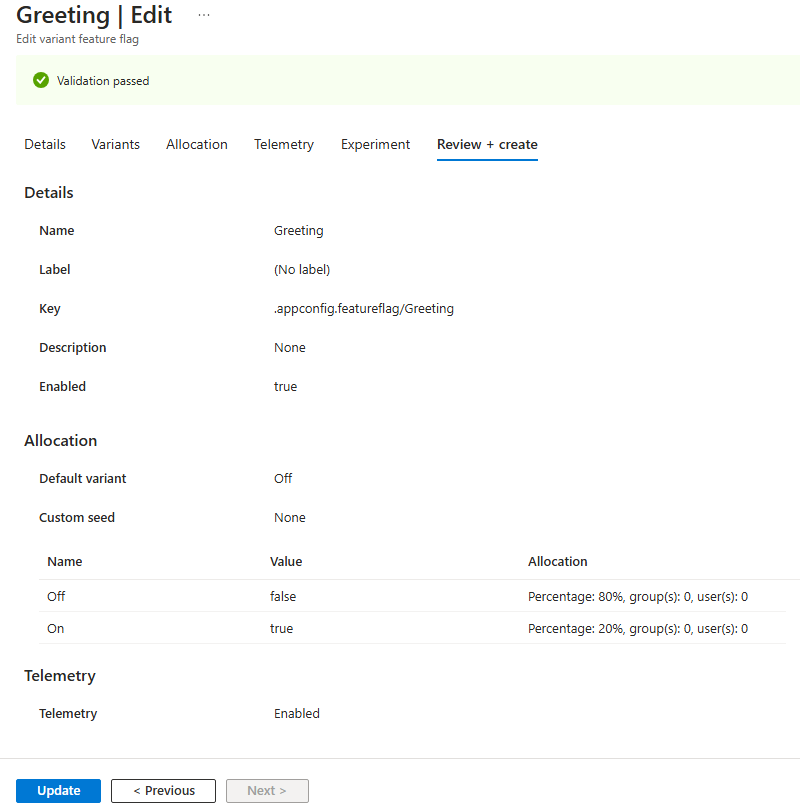 Greeting | Edit ...
Edit variant feature flag
Validation passed
Details Variants Allocation Telemetry Experiment Review + create
Details
Name Greeting
Label (No label)
Key .appconfig.featureflag/Greeting
Description None
Enabled true
Allocation
Default variant Off
Custom seed None
Name Value Allocation
Off false Percentage: 80%, group(s): 0, user(s): 0
On true Percentage: 20%, group(s): 0, user(s): 0
Telemetry
Telemetry Enabled
Update < Previous Next >